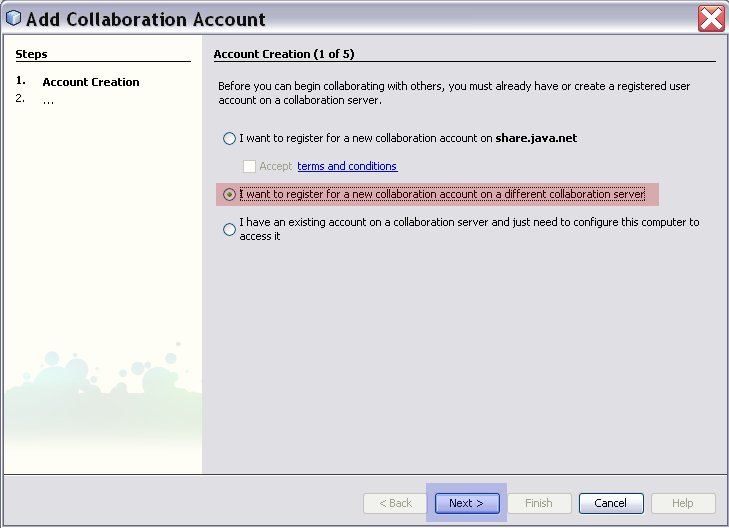 Add Collaboration Account
Steps
1. Account Creation
2. ...
Account Creation (1 of 5)
Before you can begin collaborating with others, you must already have or create a registered user
account on a collaboration server.
I want to register for a new collaboration account on share.java.net
Accept terms and conditions
I want to register for a new collaboration account on a different collaboration server
I have an existing account on a collaboration server and just need to configure this computer to
access it
< Back Next > Finish Cancel Help